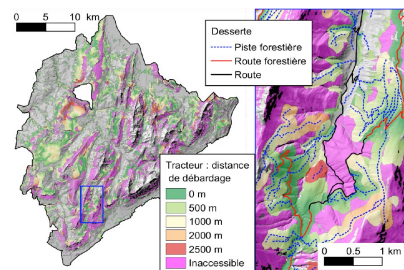 0 5 10 km
Desserte
Piste forestière
Route forestière
Route
Tracteur : distance
de débardage
0 m
500 m
1000 m
2000 m
2500 m
Inaccessible
0 0.5 1 km